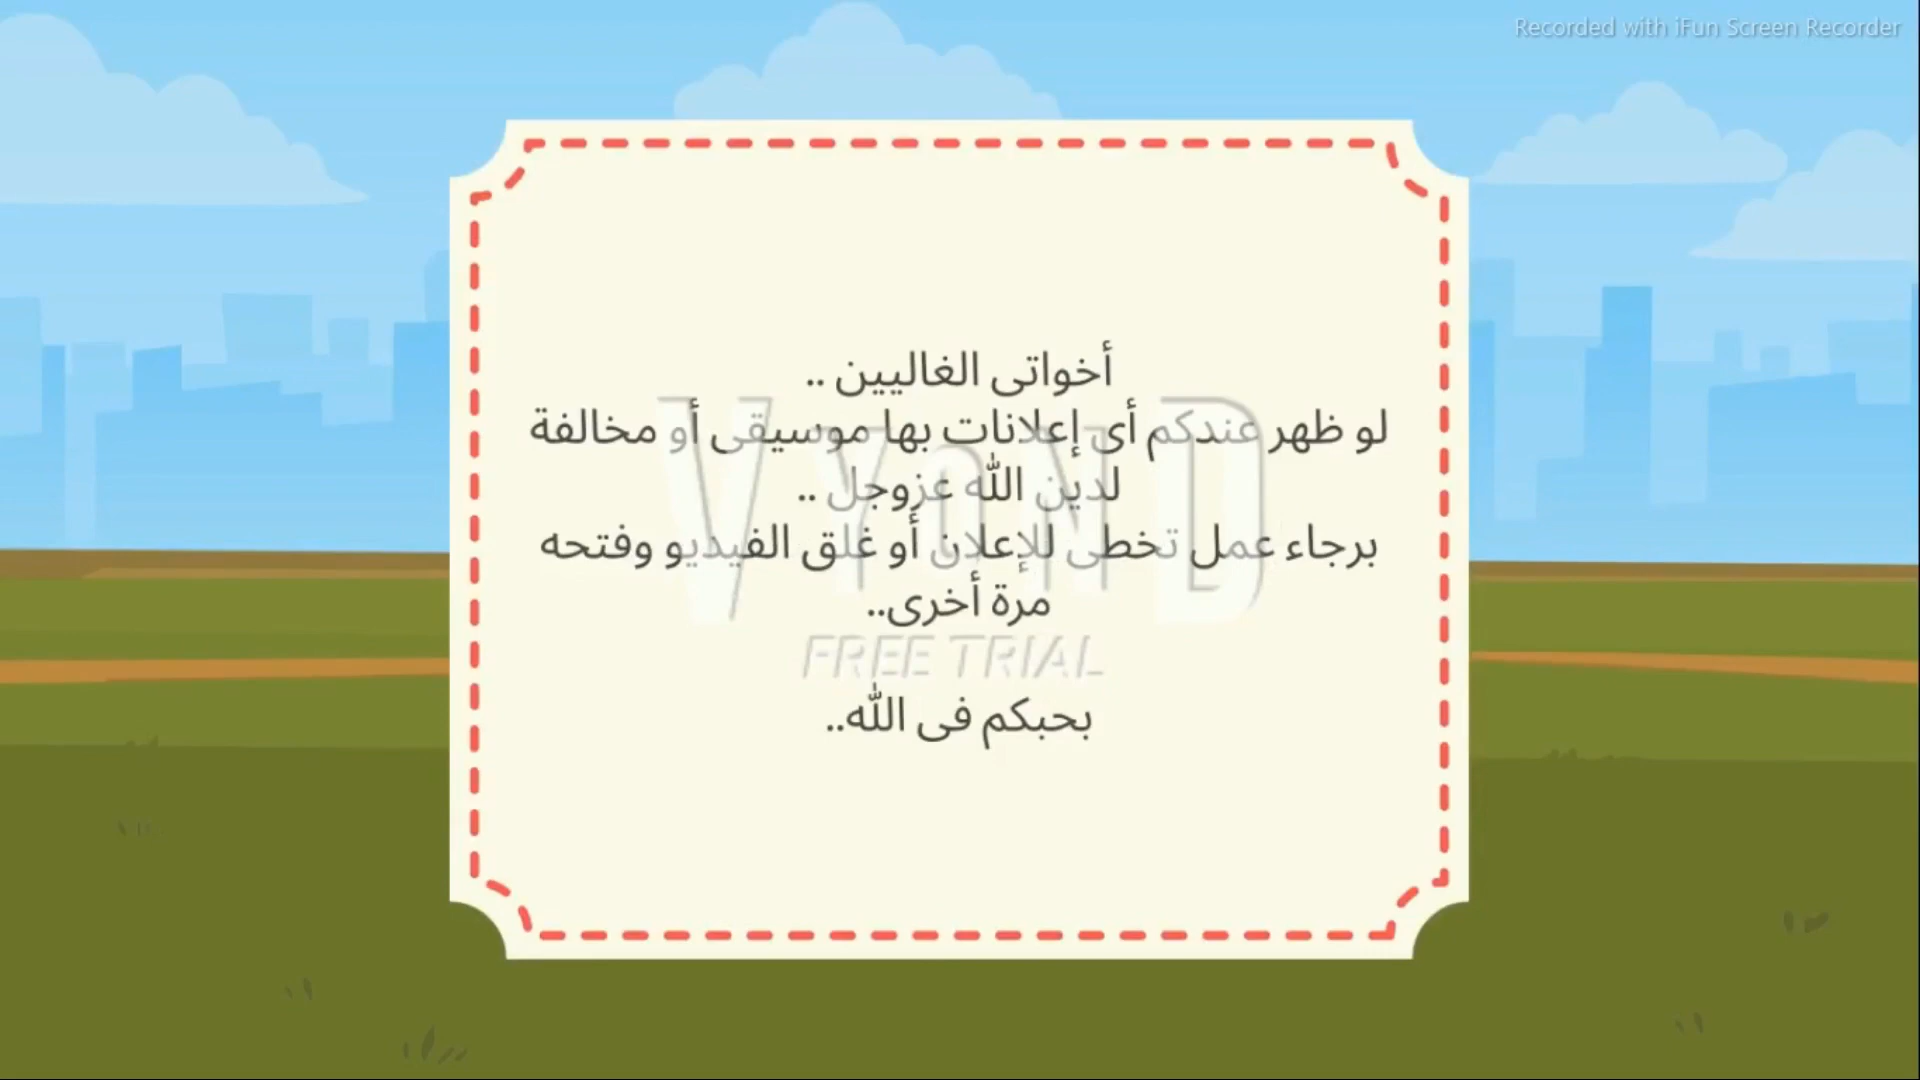 Recorded with iFun Screen Recorder
أخواتى الغاليين ..
لو ظهر عندكم أى إعلانات بها موسيقى أو مخالفة
لدين الله عزوجل ..
برجاء عمل تخطى للإعلان أو غلق الفيديو وفتحه
مرة أخرى..
VYOND
FREE TRIAL
بحبكم فى الله..